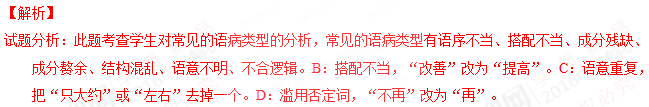 【解析】
试题分析：此题考查学生对常见的语病类型的分析，常见的语病类型有语序不当、搭配不当、成分残缺、
成分赘余、结构混乱、语意不明、不合逻辑。B：搭配不当，“改善”改为“提高”。C：语意重复，
把“只大约”或“左右”去掉一个。D：滥用否定词，“不再”改为“再”。